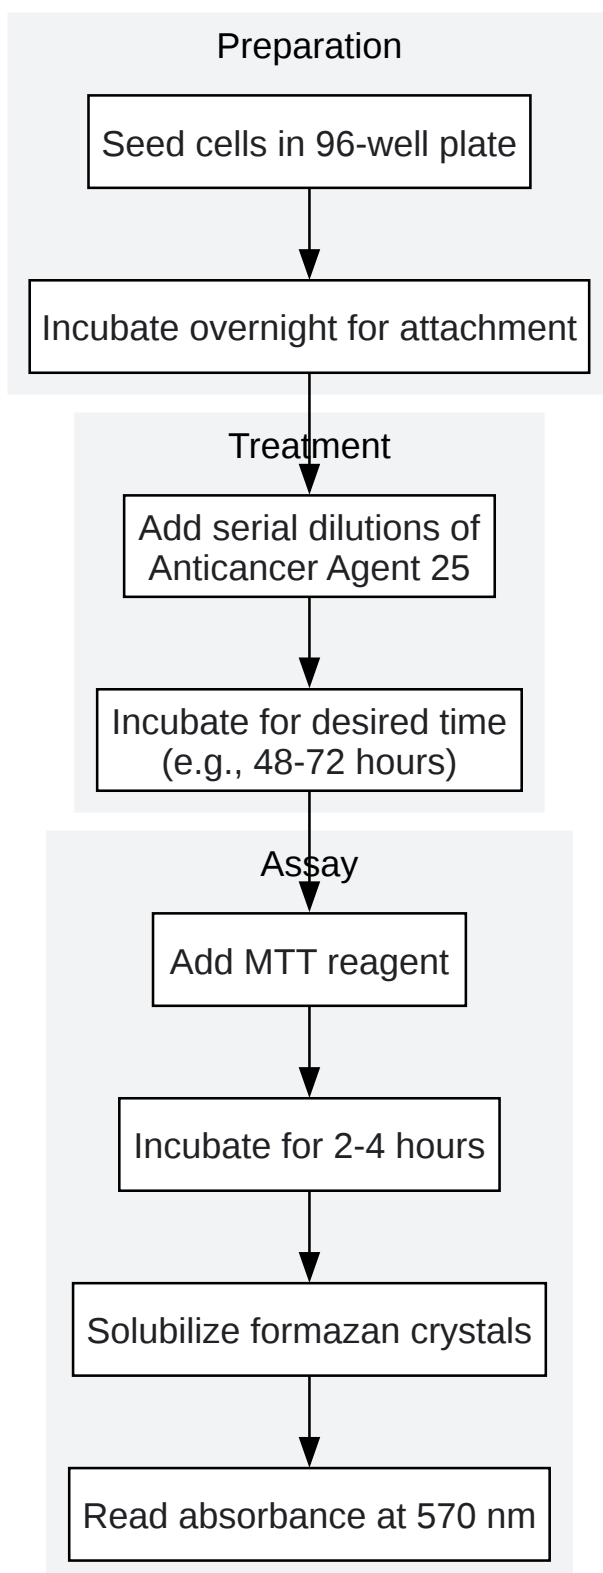 Preparation
Seed cells in 96-well plate
Incubate overnight for attachment
Treatment
Add serial dilutions of
Anticancer Agent 25
Incubate for desired time
(e.g., 48-72 hours)
Assay
Add MTT reagent
Incubate for 2-4 hours
Solubilize formazan crystals
Read absorbance at 570 nm